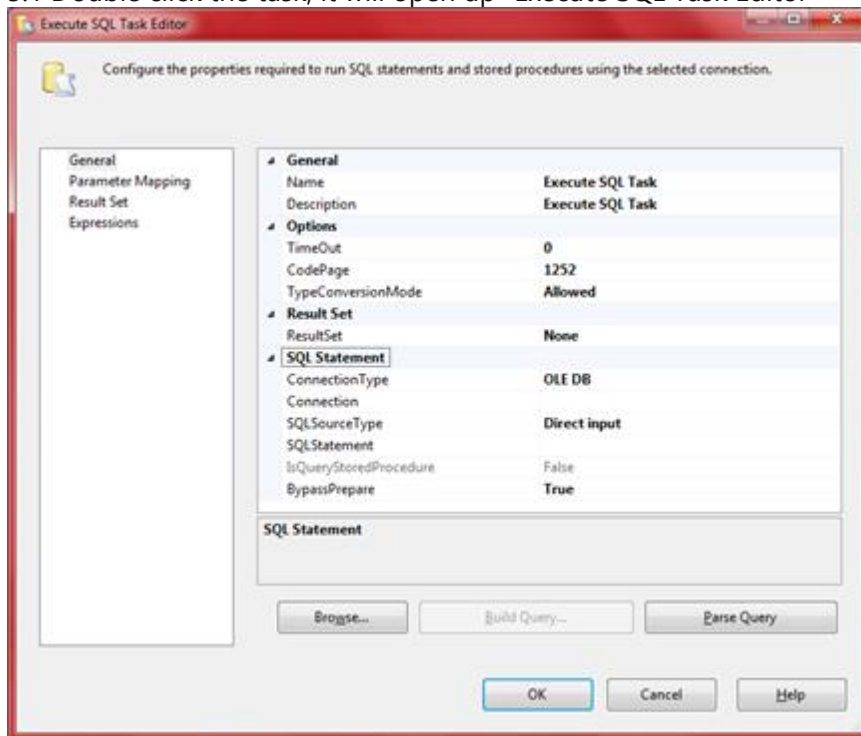 Execute SQL Task Editor
Configure the properties required to run SQL statements and stored procedures using the selected connection.
General
Parameter Mapping
Result Set
Expressions
General
Name Execute SQL Task
Description Execute SQL Task
Options
TimeOut 0
CodePage 1252
TypeConversionMode Allowed
Result Set
ResultSet None
SQL Statement
ConnectionType OLE DB
Connection
SQLSourceType Direct input
SQLStatement
IsQueryStoredProcedure False
BypassPrepare True
SQL Statement
Browse... Build Query... Parse Query
OK Cancel Help